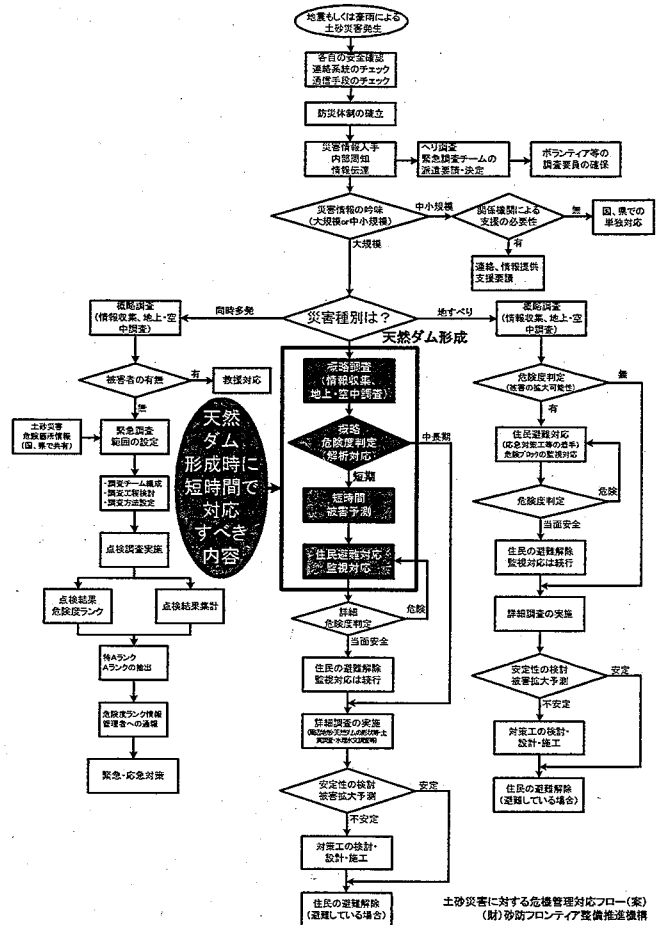 地震もしくは豪雨による
土砂災害発生
各自の安全確認
連絡系統のチェック
通信手段のチェック
防災体制の確立
災害情報入手
内部周知
情報伝達
ヘリ調査
緊急調査チームの
派遣要請・決定
ボランティア等の
調査要員の確保
災害情報の吟味
(大規模or中小規模)
中小規模
関係機関による
支援の必要性
無
国、県での
単独対応
有
連絡、情報提供
支援要請
大規模
災害種別は?
同時多発
地すべり
天然ダム形成
概略調査
(情報収集、地上・空
中調査)
被害者の有無
有
救援対応
無
土砂災害
危険箇所情報
(国、県で共有)
緊急調査
範囲の設定
・調査チーム編成
・調査工程検討
・調査方法設定
点検調査実施
点検結果
危険度ランク
点検結果集計
特Aランク
Aランクの抽出
危険度ランク情報
管理者への通報
緊急・応急対策
天然
ダム
形成時に
短時間で
対応
すべき
内容
概略調査
(情報収集、
地上・空中調査)
概略
危険度判定
(解析対応)
中長期
短期
短時間
被害予測
住民避難対応
監視対応
詳細
危険度判定
危険
当面安全
住民の避難解除
監視対応は続行
詳細調査の実施
安定性の検討
被害拡大予測
安定
不安定
対策工の検討・
設計・施工
住民の避難解除
(避難している場合)
概略調査
(情報収集、地上・空
中調査)
危険度判定
(被害の拡大可能性)
無
有
住民避難対応
(応急対策工等の着手)
危険ブロックの監視対応
危険度判定
危険
当面安全
住民の避難解除
監視対応は続行
詳細調査の実施
安定性の検討
被害拡大予測
安定
不安定
対策工の検討・
設計・施工
住民の避難解除
(避難している場合)
土砂災害に対する危機管理対応フロー(案)
(財)砂防フロンティア整備推進機構